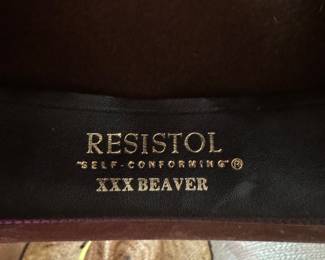 RESISTOL
"SELF-CONFORMING"®
XXX BEAVER